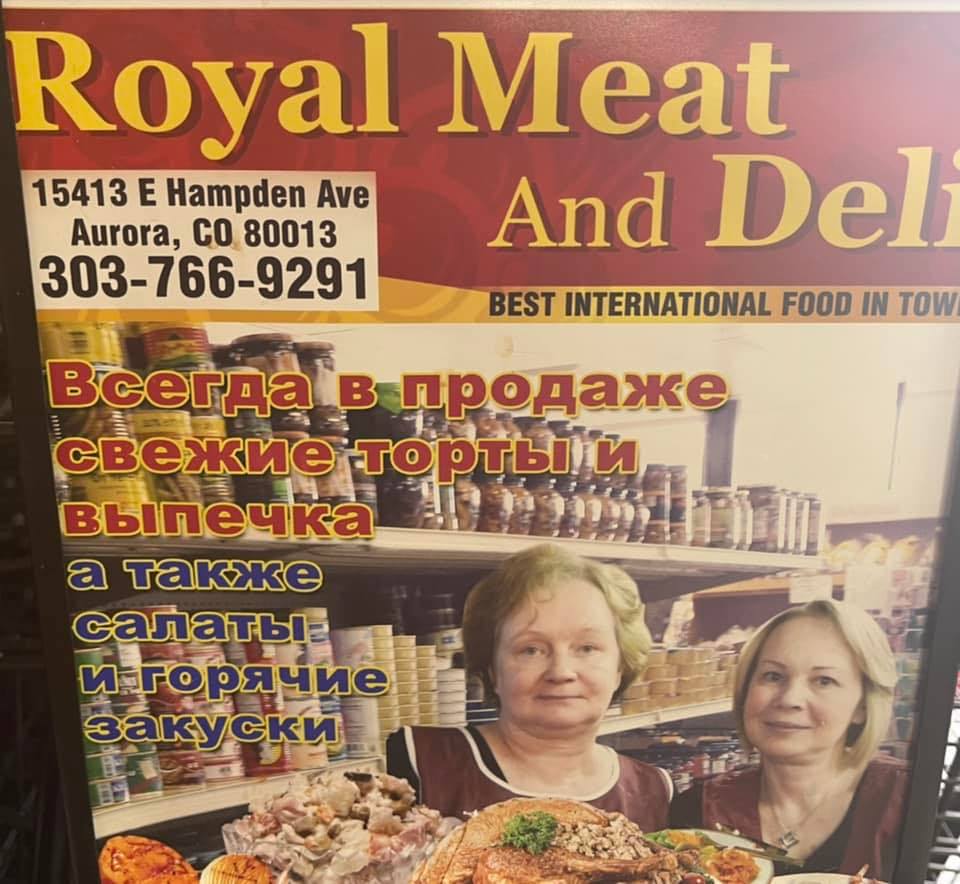 Royal Meat
And Deli
15413 E Hampden Ave
Aurora, CO 80013
303-766-9291
BEST INTERNATIONAL FOOD IN
Всегда в продаже
свежие торты и
выпечка
а также
салаты
и горячие
закуски